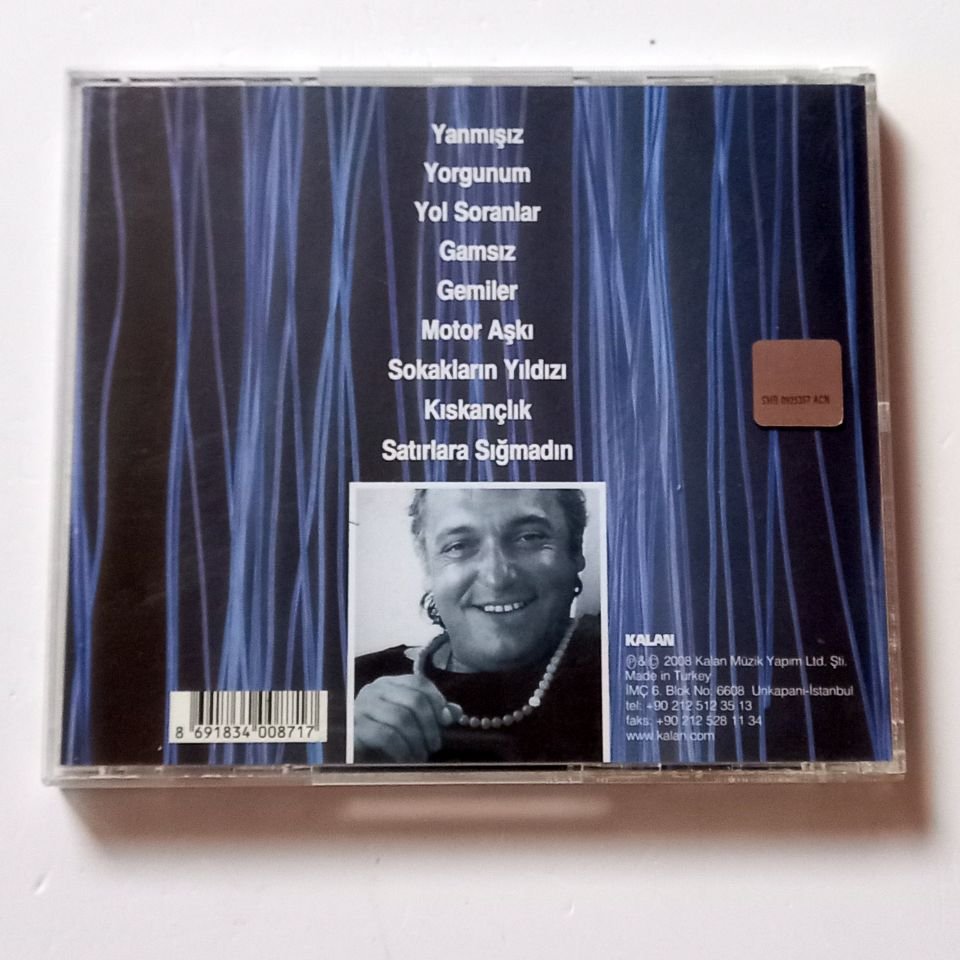 Yanmışız
Yorgunum
Yol Soranlar
Gamsız
Gemiler
Motor Aşkı
Sokakların Yıldızı
Kıskançlık
Satırlara Sığmadın
KALAN
℗&© 2008 Kalan Müzik Yapım Ltd. Şti.
Made in Turkey
İMÇ 6. Blok No: 6608 Unkapanı-İstanbul
tel: +90 212 512 35 13
faks: +90 212 528 11 34
www.kalan.com
8 691834 008717